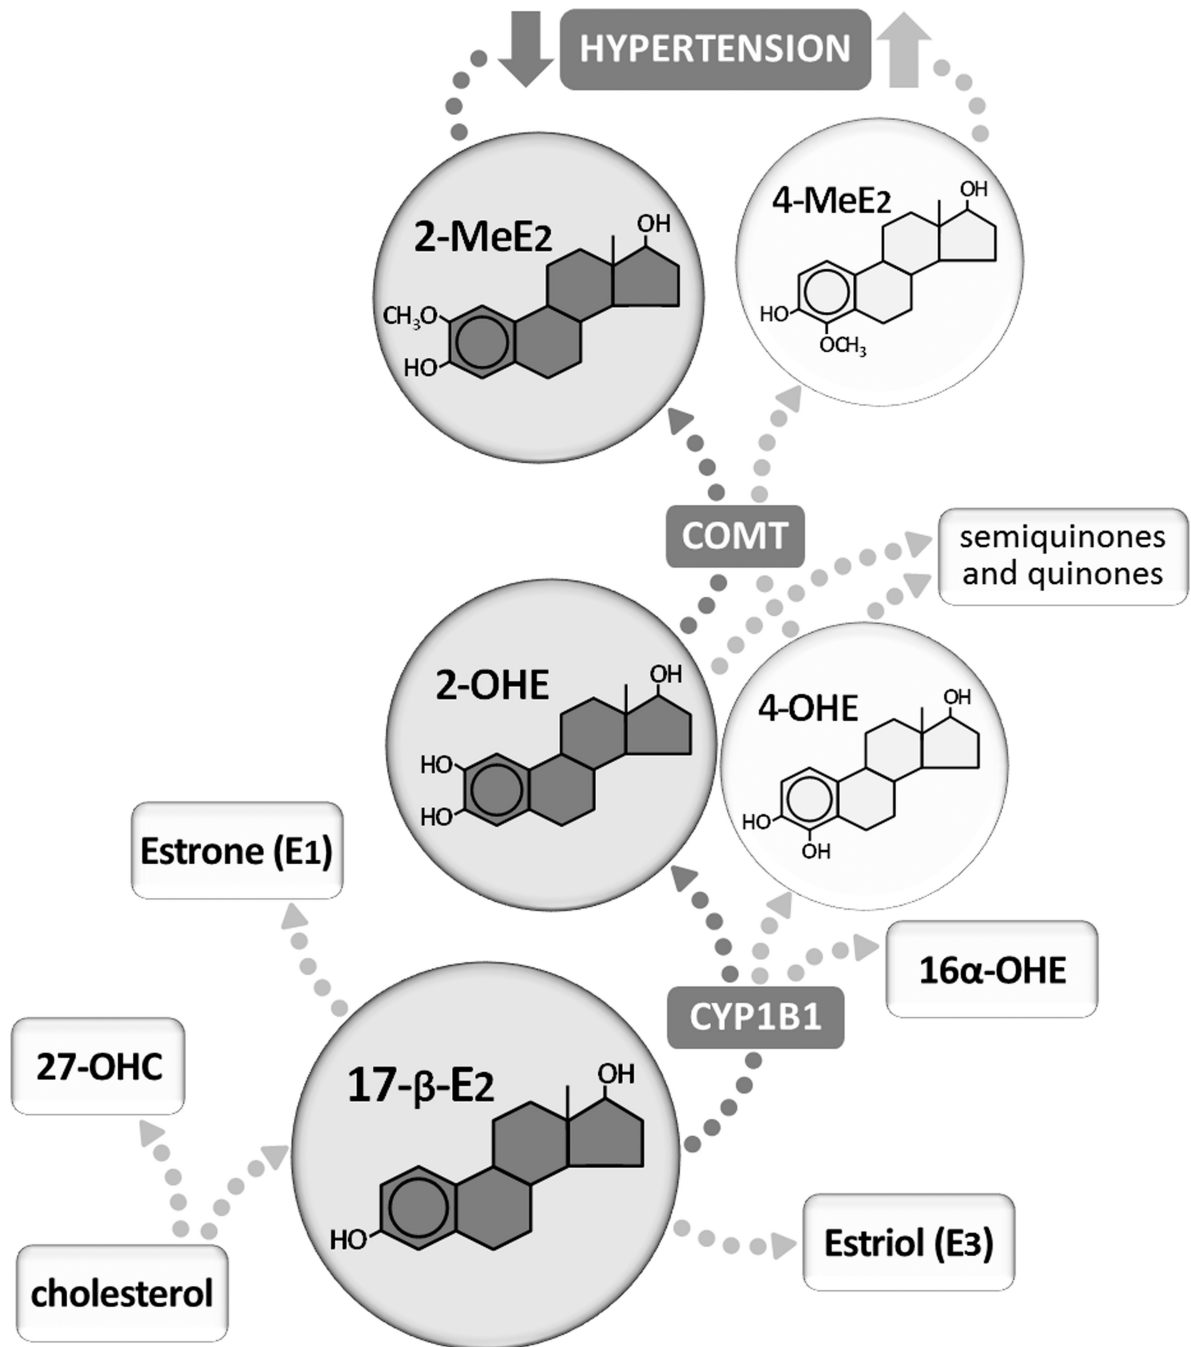 HYPERTENSION
2-MeE2
OH
CH3O
HO
4-MeE2
OH
HO
OCH3
COMT
semiquinones
and quinones
2-OHE
OH
HO
HO
4-OHE
OH
HO
OH
Estrone (E1)
16α-OHE
CYP1B1
27-OHC
17-β-E2
OH
HO
Estriol (E3)
cholesterol